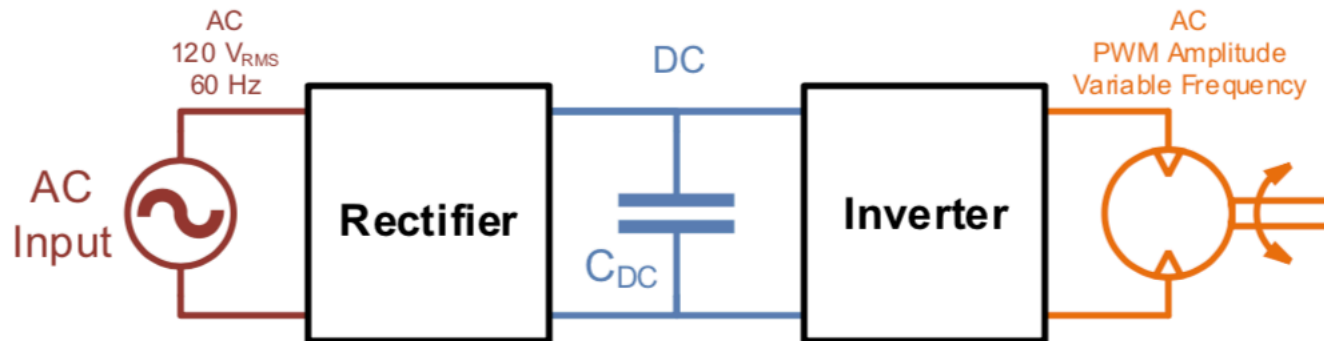 AC
120 VRMS
60 Hz
AC
Input
Rectifier
DC
CDC
Inverter
AC
PWM Amplitude
Variable Frequency